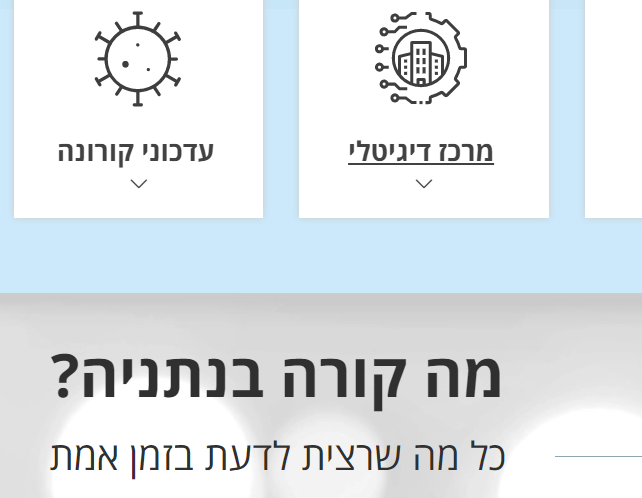 מרכז דיגיטלי
עדכוני קורונה
מה קורה בנתניה?
כל מה שרצית לדעת בזמן אמת